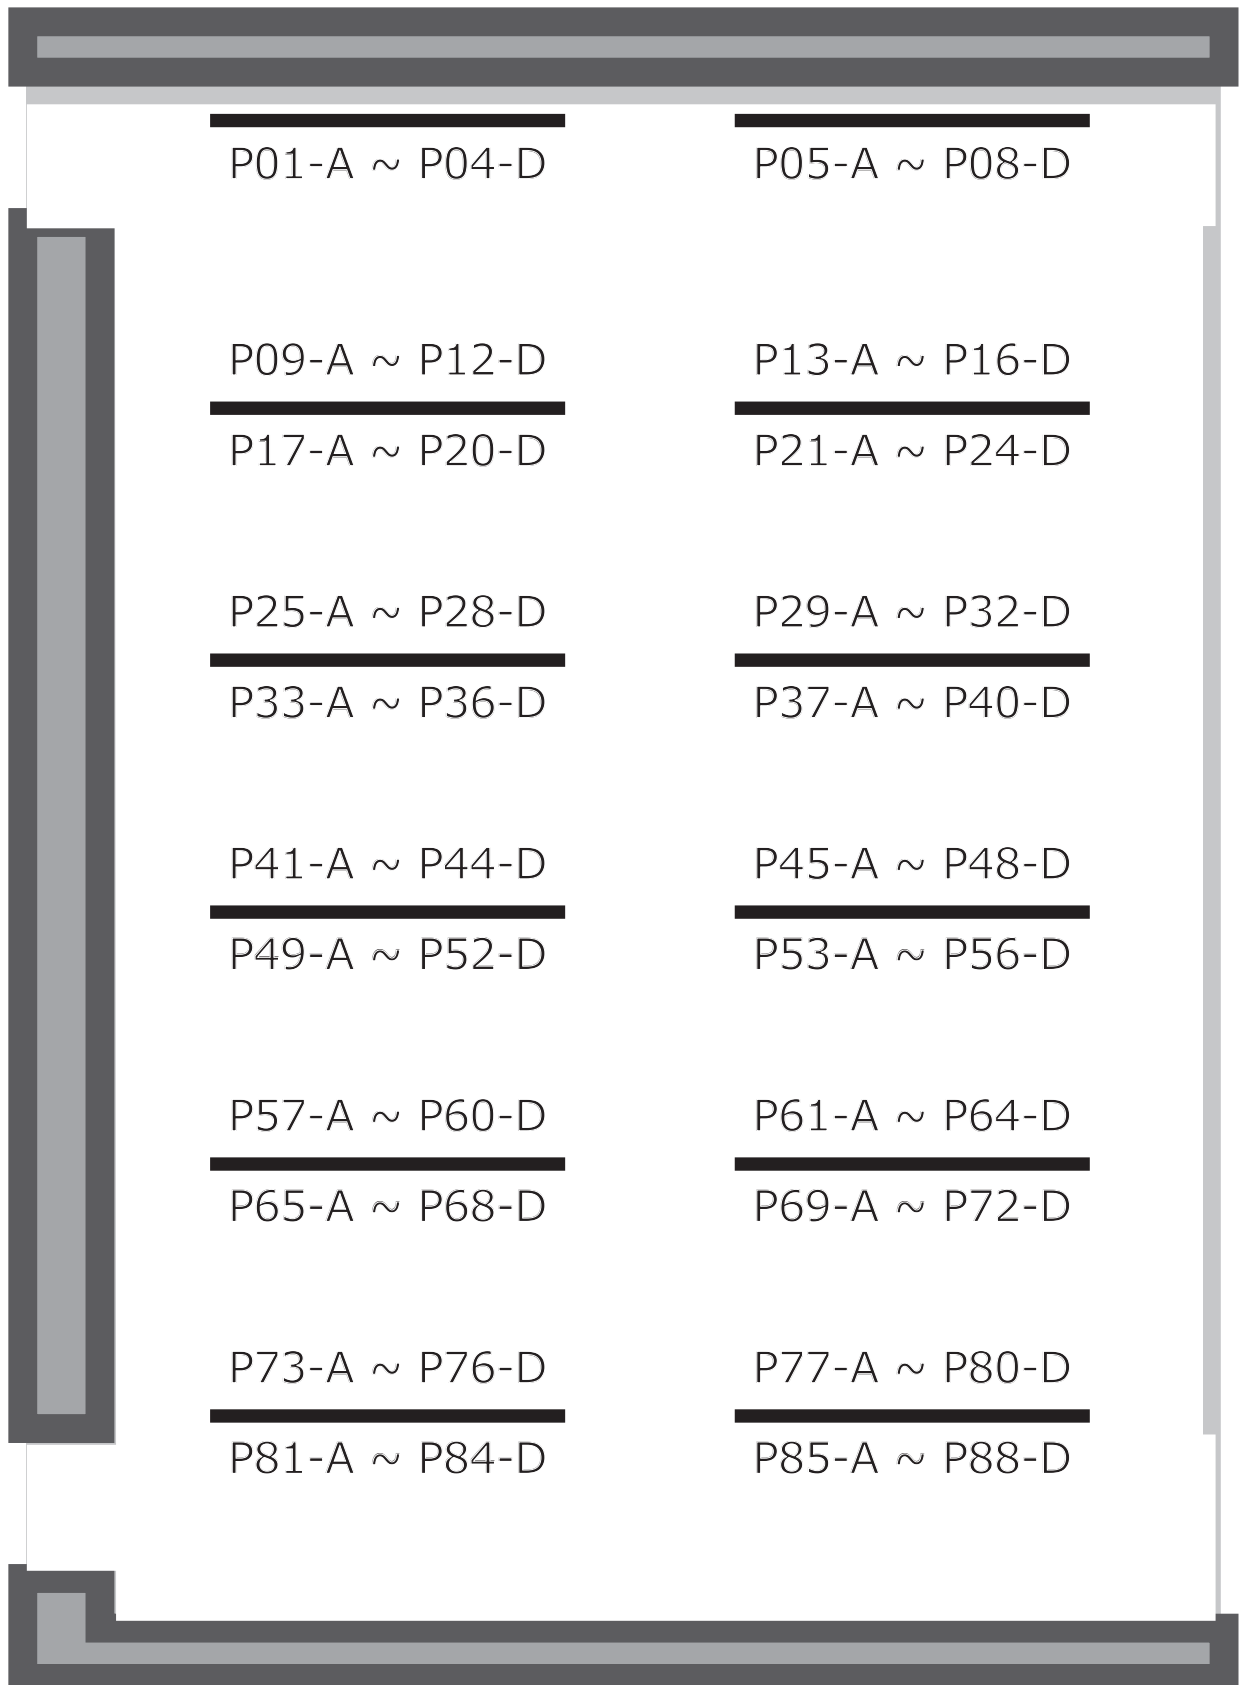 P01-A ~ P04-D P05-A ~ P08-D
P09-A ~ P12-D P13-A ~ P16-D
P17-A ~ P20-D P21-A ~ P24-D
P25-A ~ P28-D P29-A ~ P32-D
P33-A ~ P36-D P37-A ~ P40-D
P41-A ~ P44-D P45-A ~ P48-D
P49-A ~ P52-D P53-A ~ P56-D
P57-A ~ P60-D P61-A ~ P64-D
P65-A ~ P68-D P69-A ~ P72-D
P73-A ~ P76-D P77-A ~ P80-D
P81-A ~ P84-D P85-A ~ P88-D